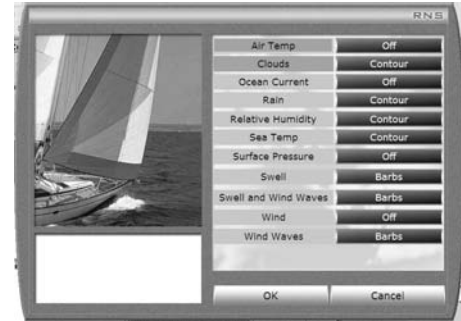 RNS
Air Temp Off
Clouds Contour
Ocean Current Off
Rain Contour
Relative Humidity Contour
Sea Temp Contour
Surface Pressure Off
Swell Barbs
Swell and Wind Waves Barbs
Wind Off
Wind Waves Barbs
OK Cancel